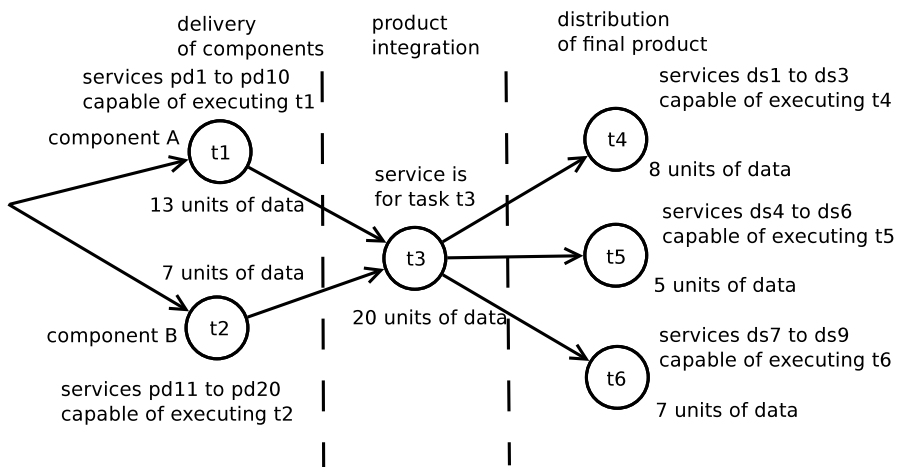 delivery
of components
product
integration
distribution
of final product
services pd1 to pd10
capable of executing t1
component A
t1
13 units of data
7 units of data
component B
t2
services pd11 to pd20
capable of executing t2
service is
for task t3
t3
20 units of data
services ds1 to ds3
capable of executing t4
t4
8 units of data
services ds4 to ds6
capable of executing t5
t5
5 units of data
services ds7 to ds9
capable of executing t6
t6
7 units of data